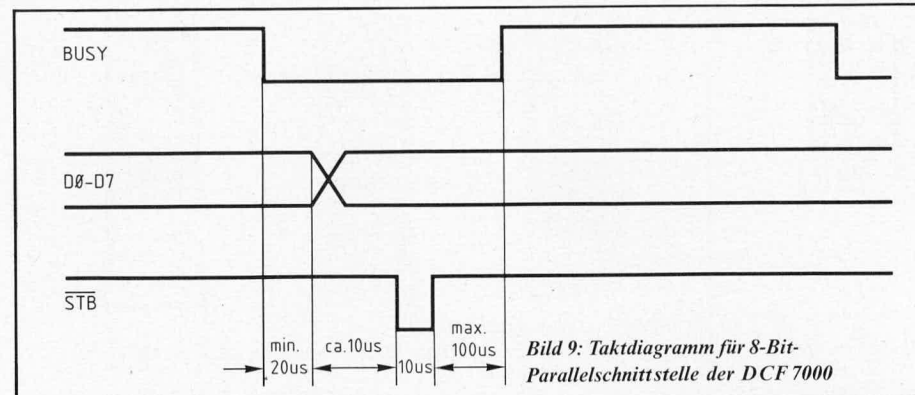 BUSY
D0-D7
STB
min.
20us
ca.10us
10us
max.
100us
Bild 9: Taktdiagramm für 8-Bit-
Parallelschnittstelle der DCF 7000